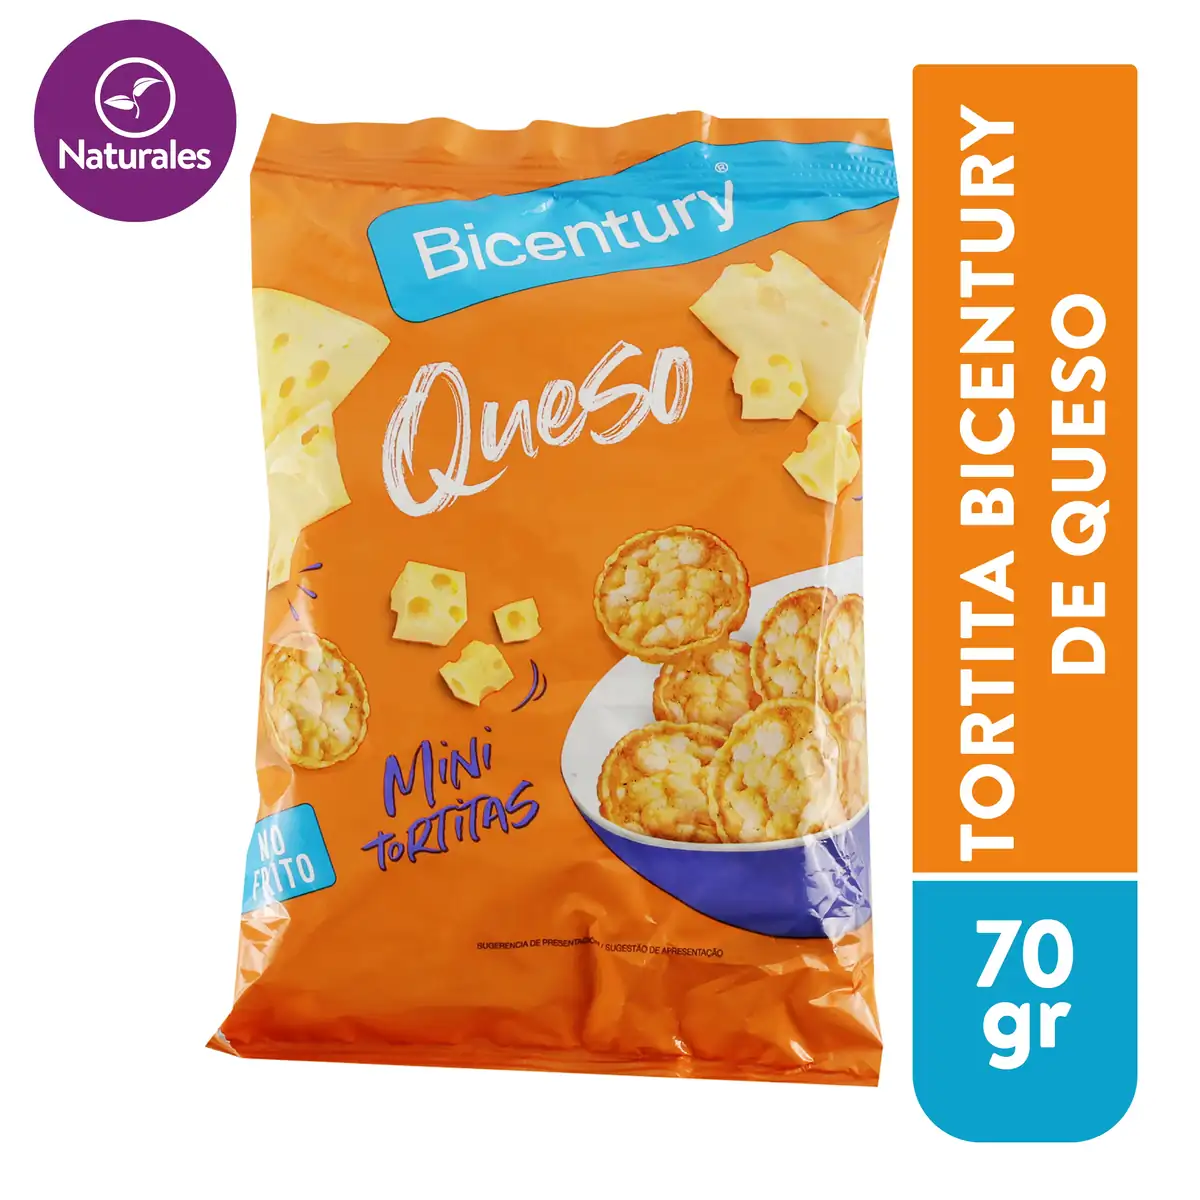 Naturales
Bicentury®
Queso
MiNi
toRTiTAS
NO
FRITO
SUGERENCIA DE PRESENTACIÓN / SUGESTÃO DE APRESENTAÇÃO
TORTITA BICENTURY
DE QUESO
70
gr